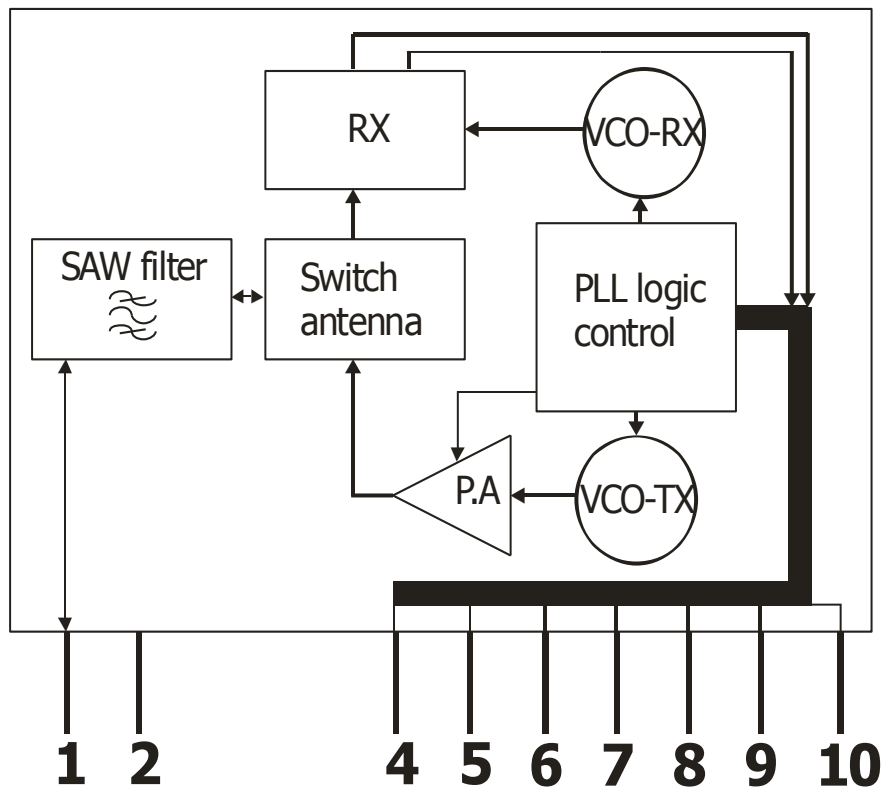 RX
VCO-RX
SAW filter
Switch
antenna
PLL logic
control
P.A
VCO-TX
1 2 4 5 6 7 8 9 10